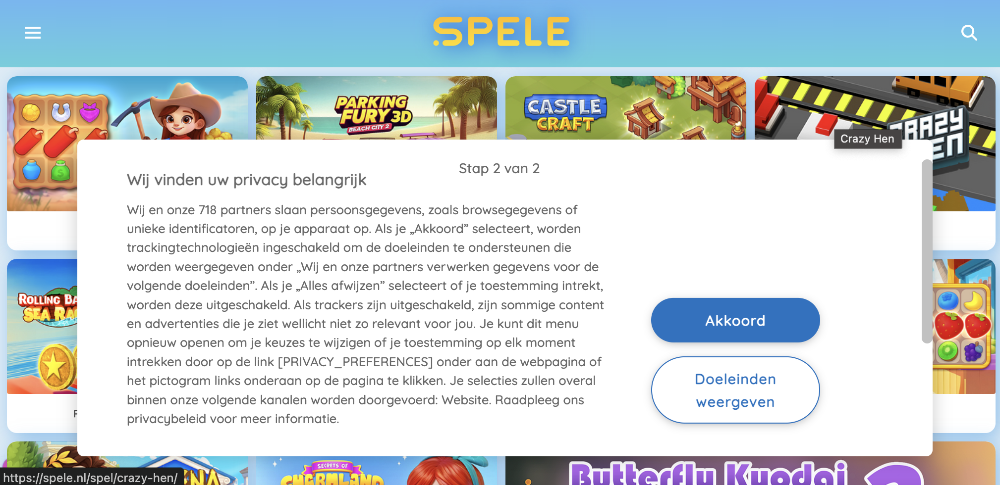 .SPELE
PARKING
FURY 3D
BEACH CITY 2
CASTLE
CRAFT
CRAZY
Crazy Hen
Stap 2 van 2
Wij vinden uw privacy belangrijk
Wij en onze 718 partners slaan persoonsgegevens, zoals browsegegevens of
unieke identificatoren, op je apparaat op. Als je „Akkoord” selecteert, worden
trackingtechnologieën ingeschakeld om de doeleinden te ondersteunen die
worden weergegeven onder „Wij en onze partners verwerken gegevens voor de
volgende doeleinden”. Als je „Alles afwijzen” selecteert of je toestemming intrekt,
worden deze uitgeschakeld. Als trackers zijn uitgeschakeld, zijn sommige content
en advertenties die je ziet wellicht niet zo relevant voor jou. Je kunt dit menu
opnieuw openen om je keuzes te wijzigen of je toestemming op elk moment
intrekken door op de link [PRIVACY_PREFERENCES] onder aan de webpagina of
het pictogram links onderaan op de pagina te klikken. Je selecties zullen overal
binnen onze volgende kanalen worden doorgevoerd: Website. Raadpleeg ons
privacybeleid voor meer informatie.
Akkoord
Doeleinden
weergeven
ROLLING BA
SEA RAC
SECRETS OF
CHARMLAND
Butterfly Kyodai
https://spele.nl/spel/crazy-hen/